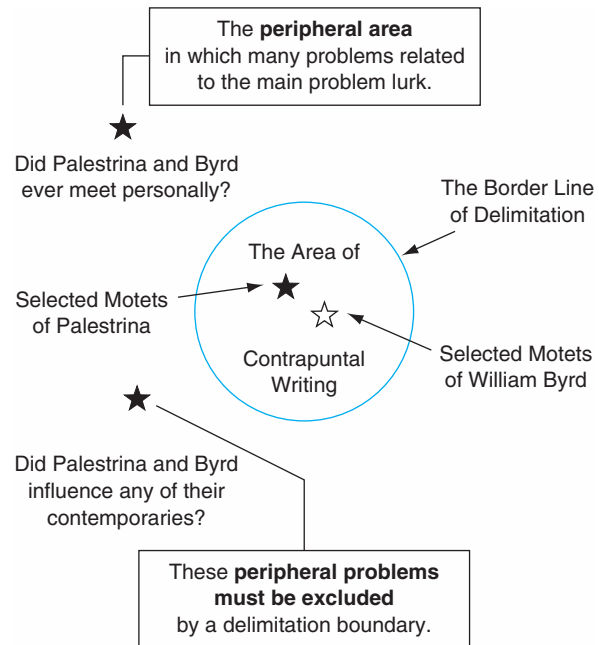 The peripheral area
in which many problems related
to the main problem lurk.
Did Palestrina and Byrd
ever meet personally?
The Border Line
of Delimitation
The Area of
Selected Motets
of Palestrina
Contrapuntal
Writing
Selected Motets
of William Byrd
Did Palestrina and Byrd
influence any of their
contemporaries?
These peripheral problems
must be excluded
by a delimitation boundary.